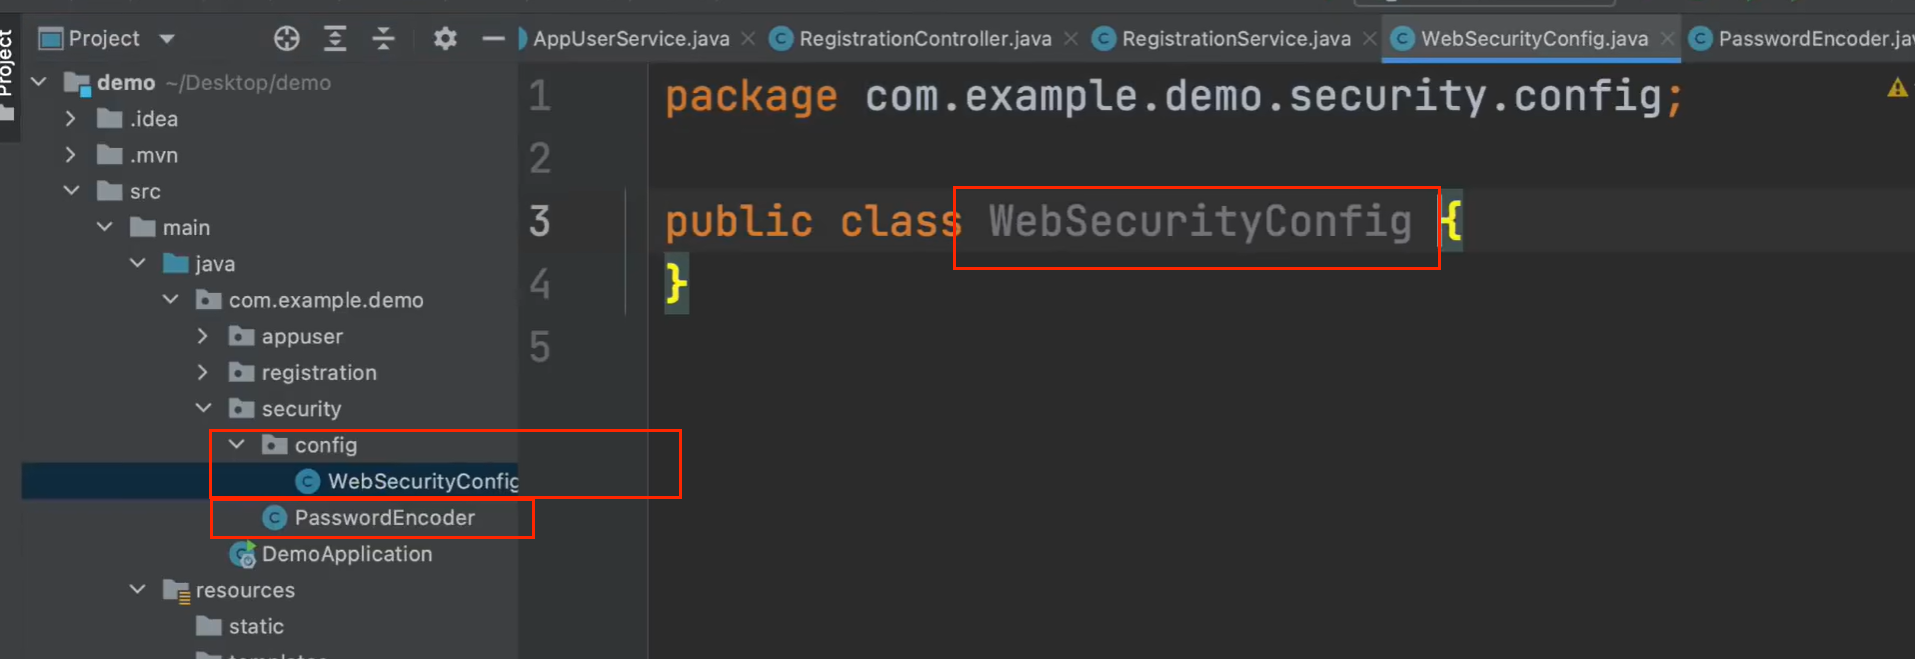 Project
Project
AppUserService.java
RegistrationController.java
RegistrationService.java
WebSecurityConfig.java
PasswordEncoder.jav
demo ~/Desktop/demo
.idea
.mvn
src
main
java
com.example.demo
appuser
registration
security
config
WebSecurityConfig
PasswordEncoder
DemoApplication
resources
static
1 package com.example.demo.security.config;
2
3 public class WebSecurityConfig {
4 }
5